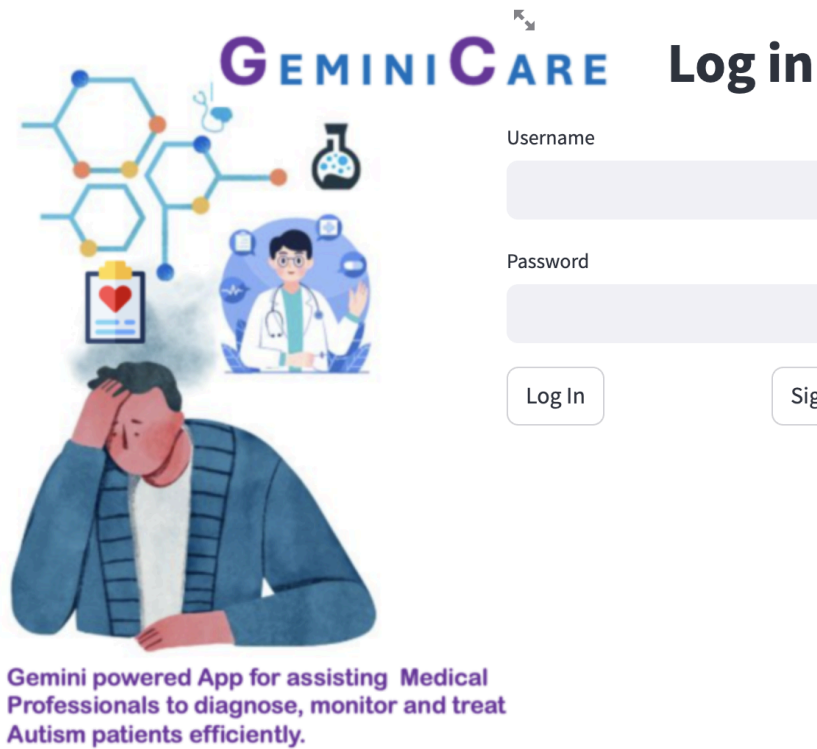 GEMINICARE
Log in
Username
Password
Log In
Sig
Gemini powered App for assisting Medical
Professionals to diagnose, monitor and treat
Autism patients efficiently.